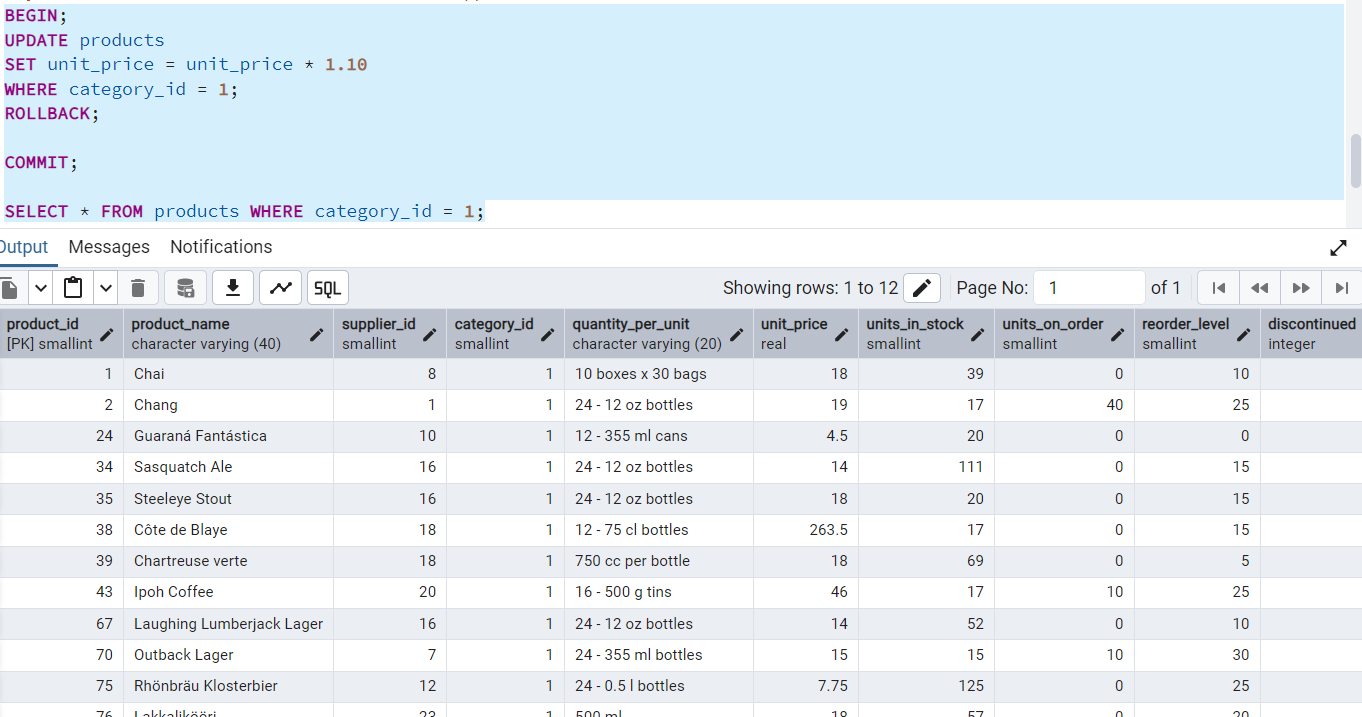 BEGIN;
UPDATE products
SET unit_price = unit_price * 1.10
WHERE category_id = 1;
ROLLBACK;
COMMIT;
SELECT * FROM products WHERE category_id = 1;
Output Messages Notifications
SQL Showing rows: 1 to 12 Page No: 1 of 1
product_id product_name supplier_id category_id quantity_per_unit unit_price units_in_stock units_on_order reorder_level discontinued
[PK] smallint character varying (40) smallint smallint character varying (20) real smallint smallint smallint integer
1 Chai 8 1 10 boxes x 30 bags 18 39 0 10
2 Chang 1 1 24 - 12 oz bottles 19 17 40 25
24 Guaraná Fantástica 10 1 12 - 355 ml cans 4.5 20 0 0
34 Sasquatch Ale 16 1 24 - 12 oz bottles 14 111 0 15
35 Steeleye Stout 16 1 24 - 12 oz bottles 18 20 0 15
38 Côte de Blaye 18 1 12 - 75 cl bottles 263.5 17 0 15
39 Chartreuse verte 18 1 750 cc per bottle 18 69 0 5
43 Ipoh Coffee 20 1 16 - 500 g tins 46 17 10 25
67 Laughing Lumberjack Lager 16 1 24 - 12 oz bottles 14 52 0 10
70 Outback Lager 7 1 24 - 355 ml bottles 15 15 10 30
75 Rhönbräu Klosterbier 12 1 24 - 0.5 l bottles 7.75 125 0 25
76 Lakkalikööri 23 1 500 ml 18 57 0 20